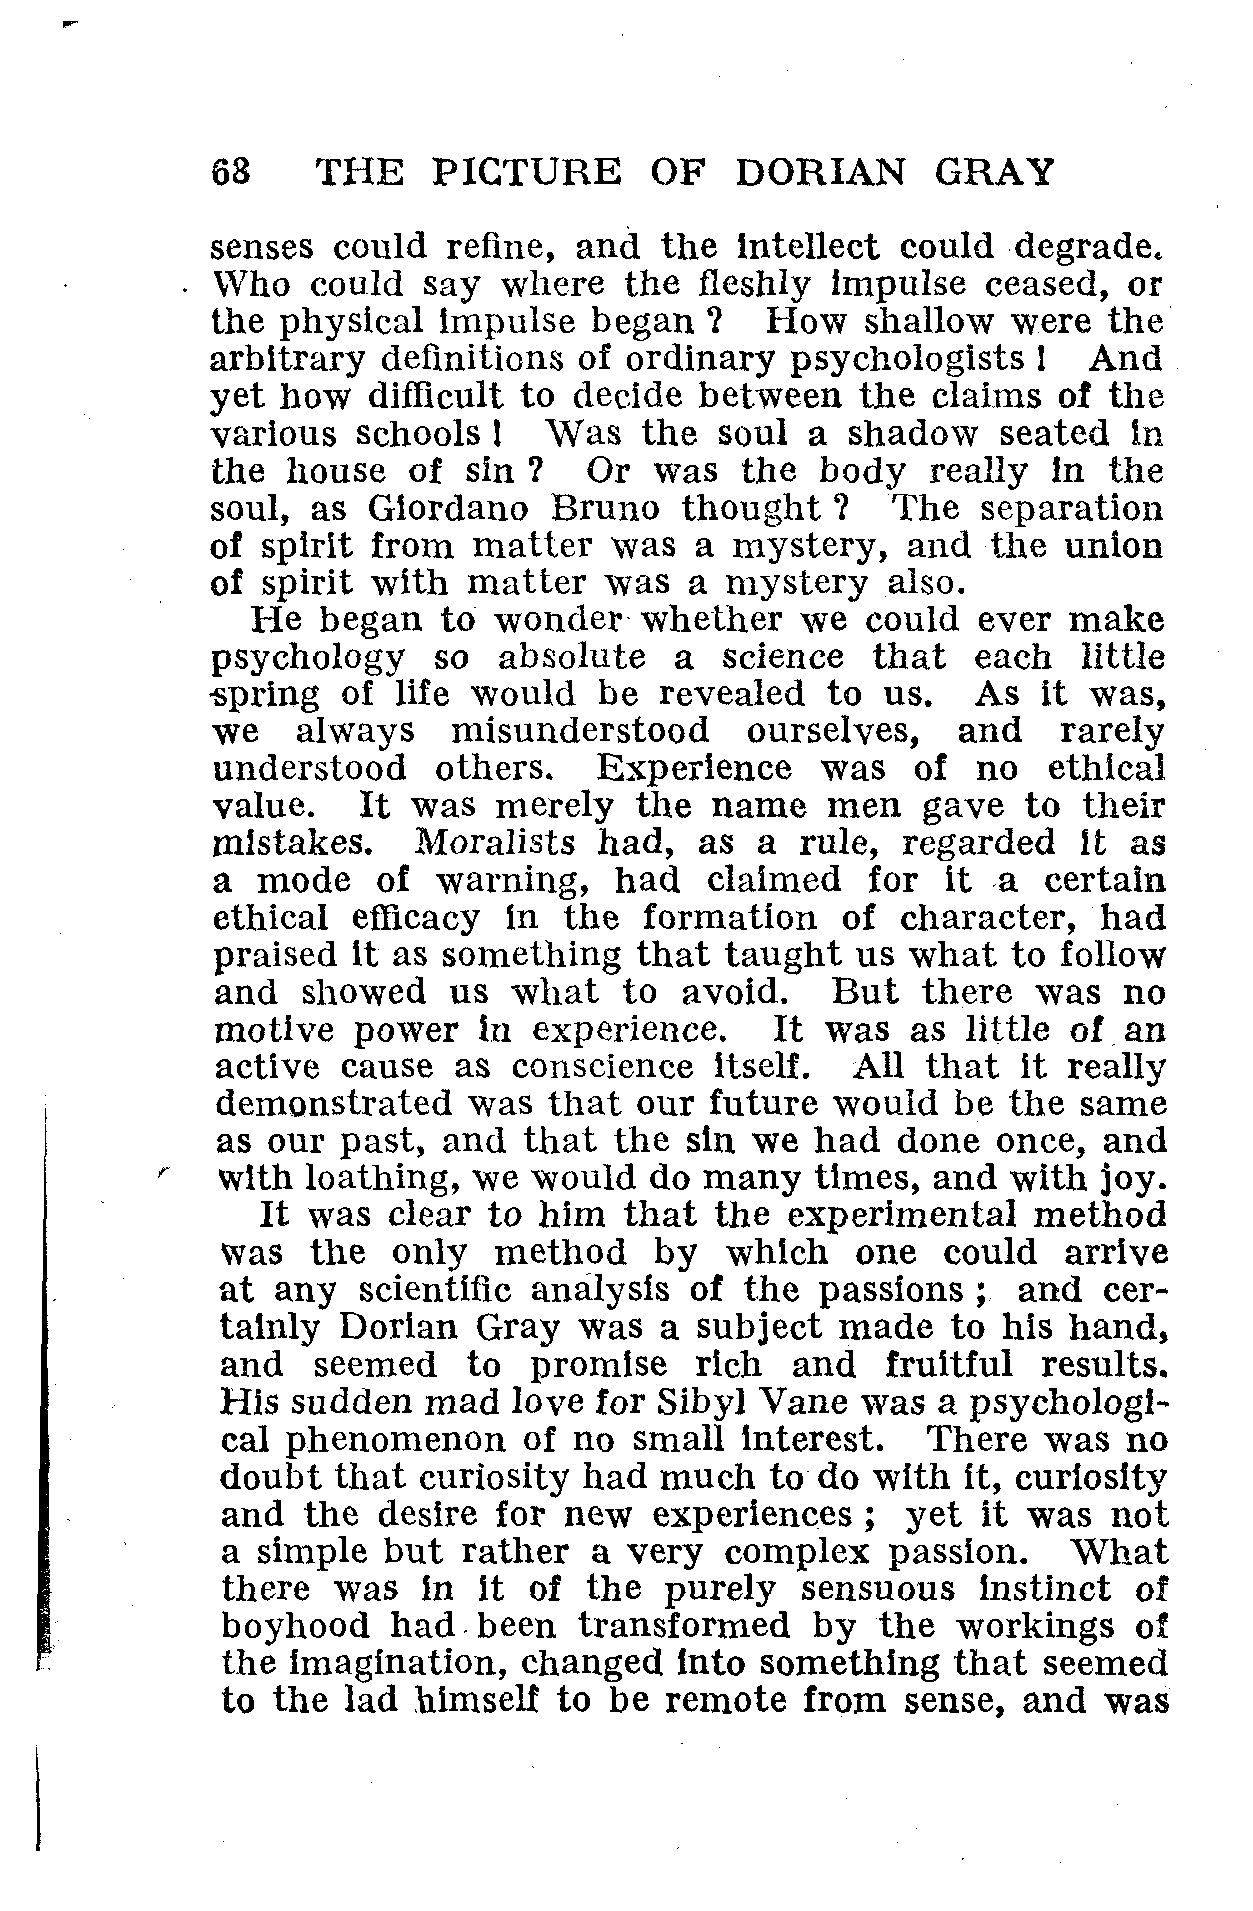 68 THE PICTURE OF DORIAN GRAY
senses could refine, and the intellect could degrade.
Who could say where the fleshly impulse ceased, or
the physical impulse began ? How shallow were the
arbitrary definitions of ordinary psychologists ! And
yet how difficult to decide between the claims of the
various schools ! Was the soul a shadow seated in
the house of sin ? Or was the body really in the
soul, as Giordano Bruno thought ? The separation
of spirit from matter was a mystery, and the union
of spirit with matter was a mystery also.
He began to wonder whether we could ever make
psychology so absolute a science that each little
spring of life would be revealed to us. As it was,
we always misunderstood ourselves, and rarely
understood others. Experience was of no ethical
value. It was merely the name men gave to their
mistakes. Moralists had, as a rule, regarded it as
a mode of warning, had claimed for it a certain
ethical efficacy in the formation of character, had
praised it as something that taught us what to follow
and showed us what to avoid. But there was no
motive power in experience. It was as little of an
active cause as conscience itself. All that it really
demonstrated was that our future would be the same
as our past, and that the sin we had done once, and
with loathing, we would do many times, and with joy.
It was clear to him that the experimental method
was the only method by which one could arrive
at any scientific analysis of the passions ; and cer-
tainly Dorian Gray was a subject made to his hand,
and seemed to promise rich and fruitful results.
His sudden mad love for Sibyl Vane was a psychologi-
cal phenomenon of no small interest. There was no
doubt that curiosity had much to do with it, curiosity
and the desire for new experiences ; yet it was not
a simple but rather a very complex passion. What
there was in it of the purely sensuous instinct of
boyhood had been transformed by the workings of
the imagination, changed into something that seemed
to the lad himself to be remote from sense, and was